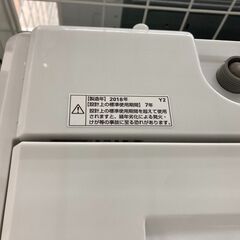 【製造年】2018年 Y2
【設計上の標準使用期間】7年
設計上の標準使用期間を超えて使用
されますと、経年劣化による発火・
けが等の事故に至る恐れがあります。